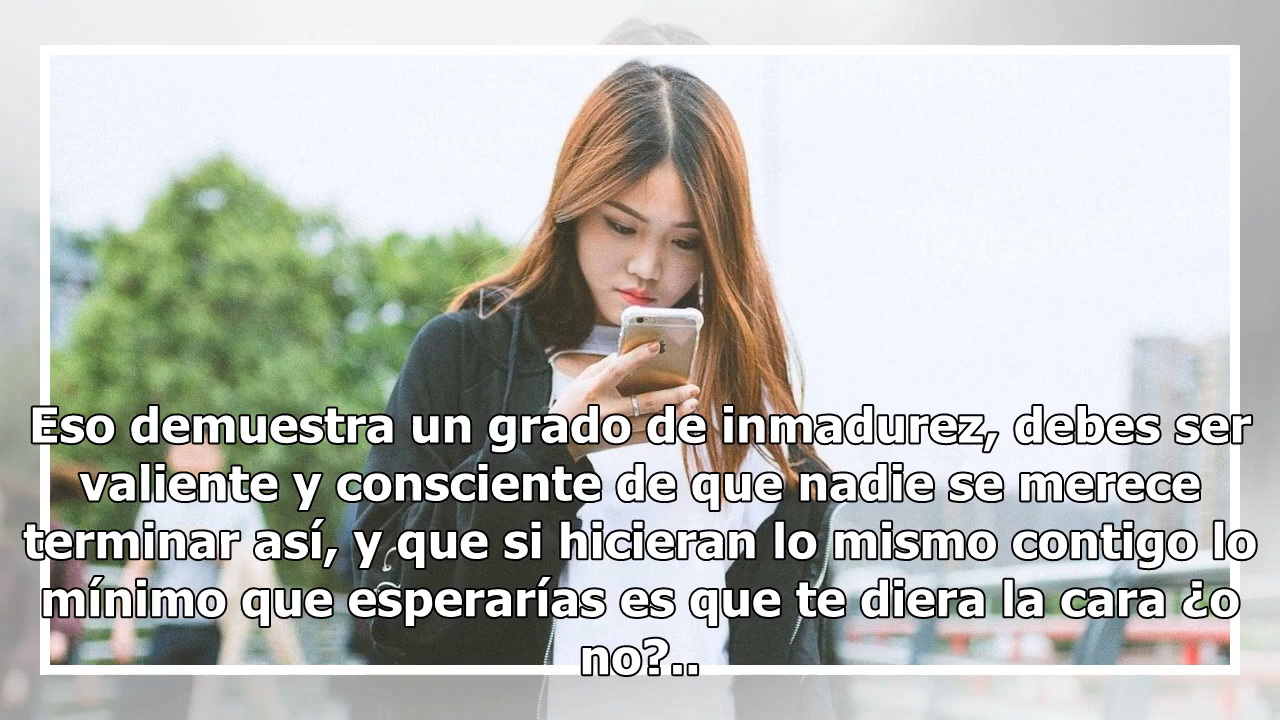 Eso demuestra un grado de inmadurez, debes ser
valiente y consciente de que nadie se merece
terminar así, y que si hicieran lo mismo contigo lo
mínimo que esperarías es que te diera la cara ¿o
no?..